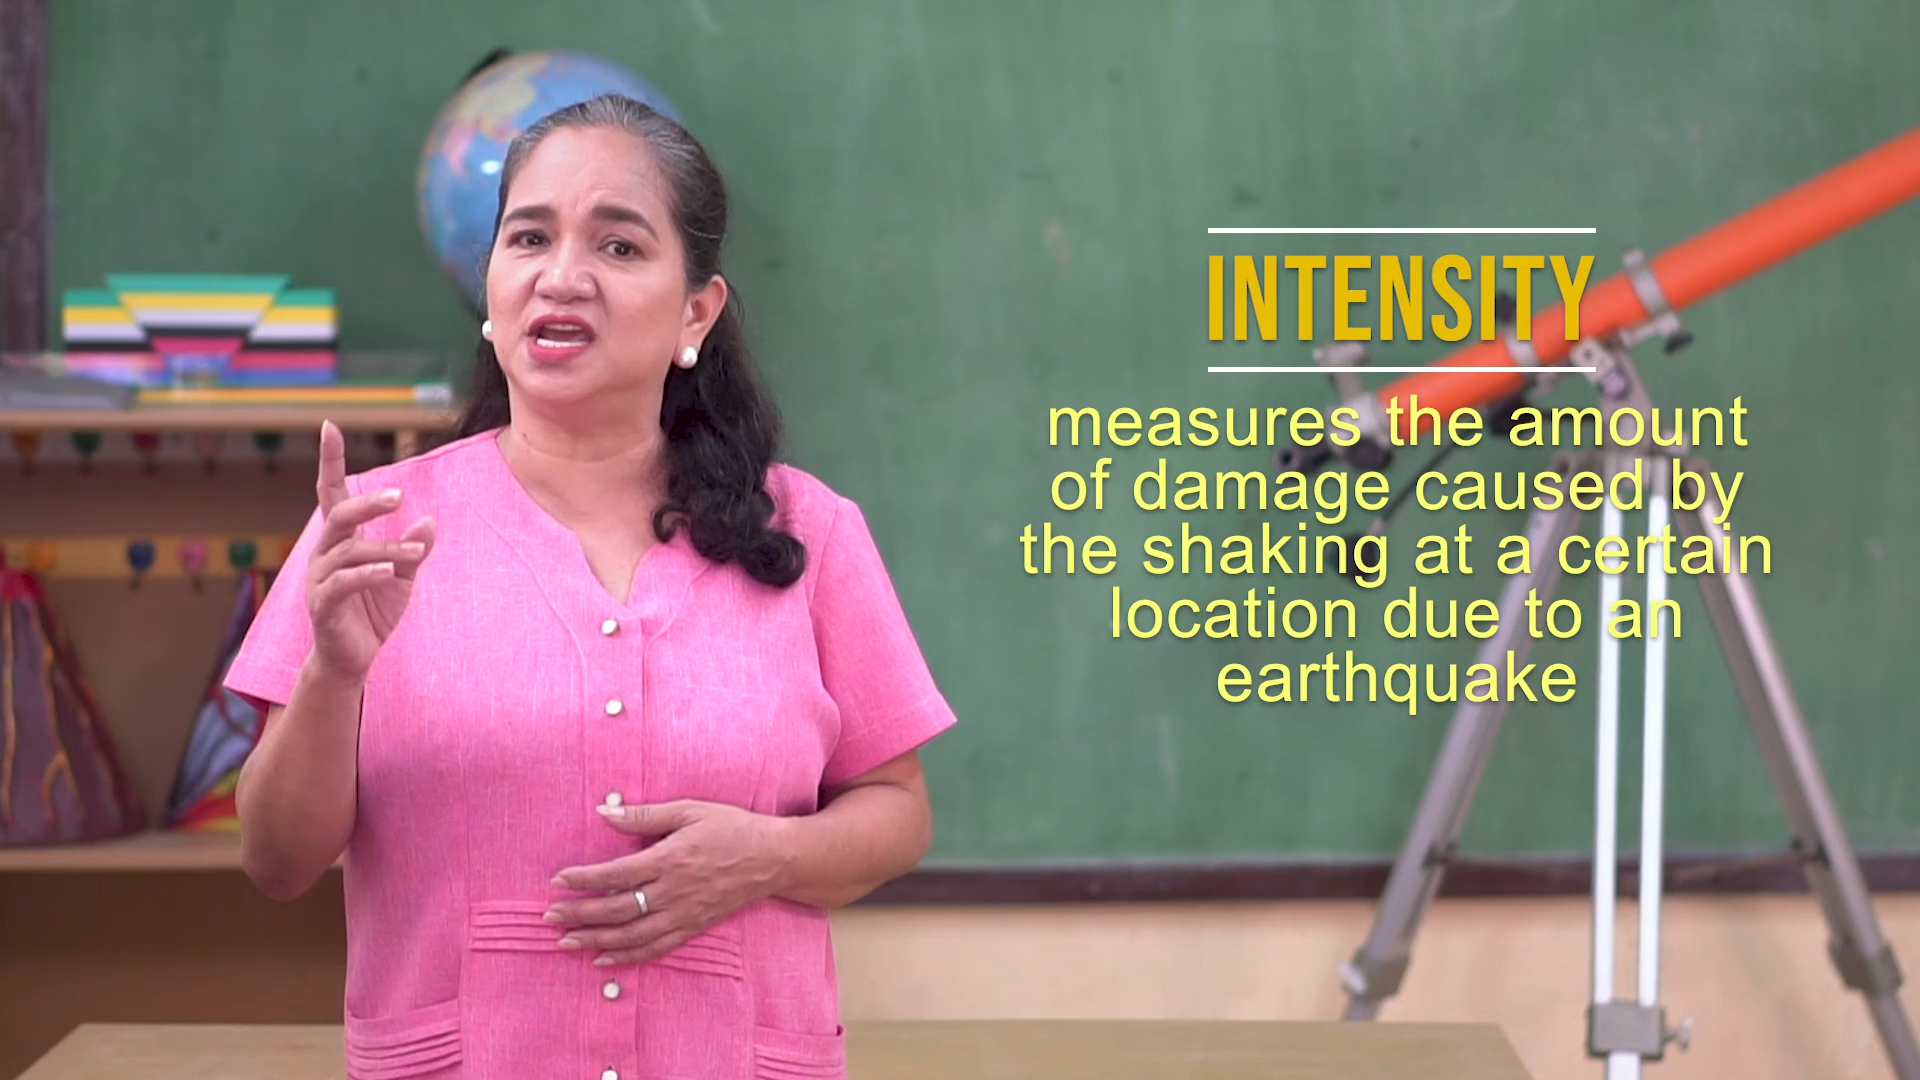 INTENSITY
measures the amount
of damage caused by
the shaking at a certain
location due to an
earthquake